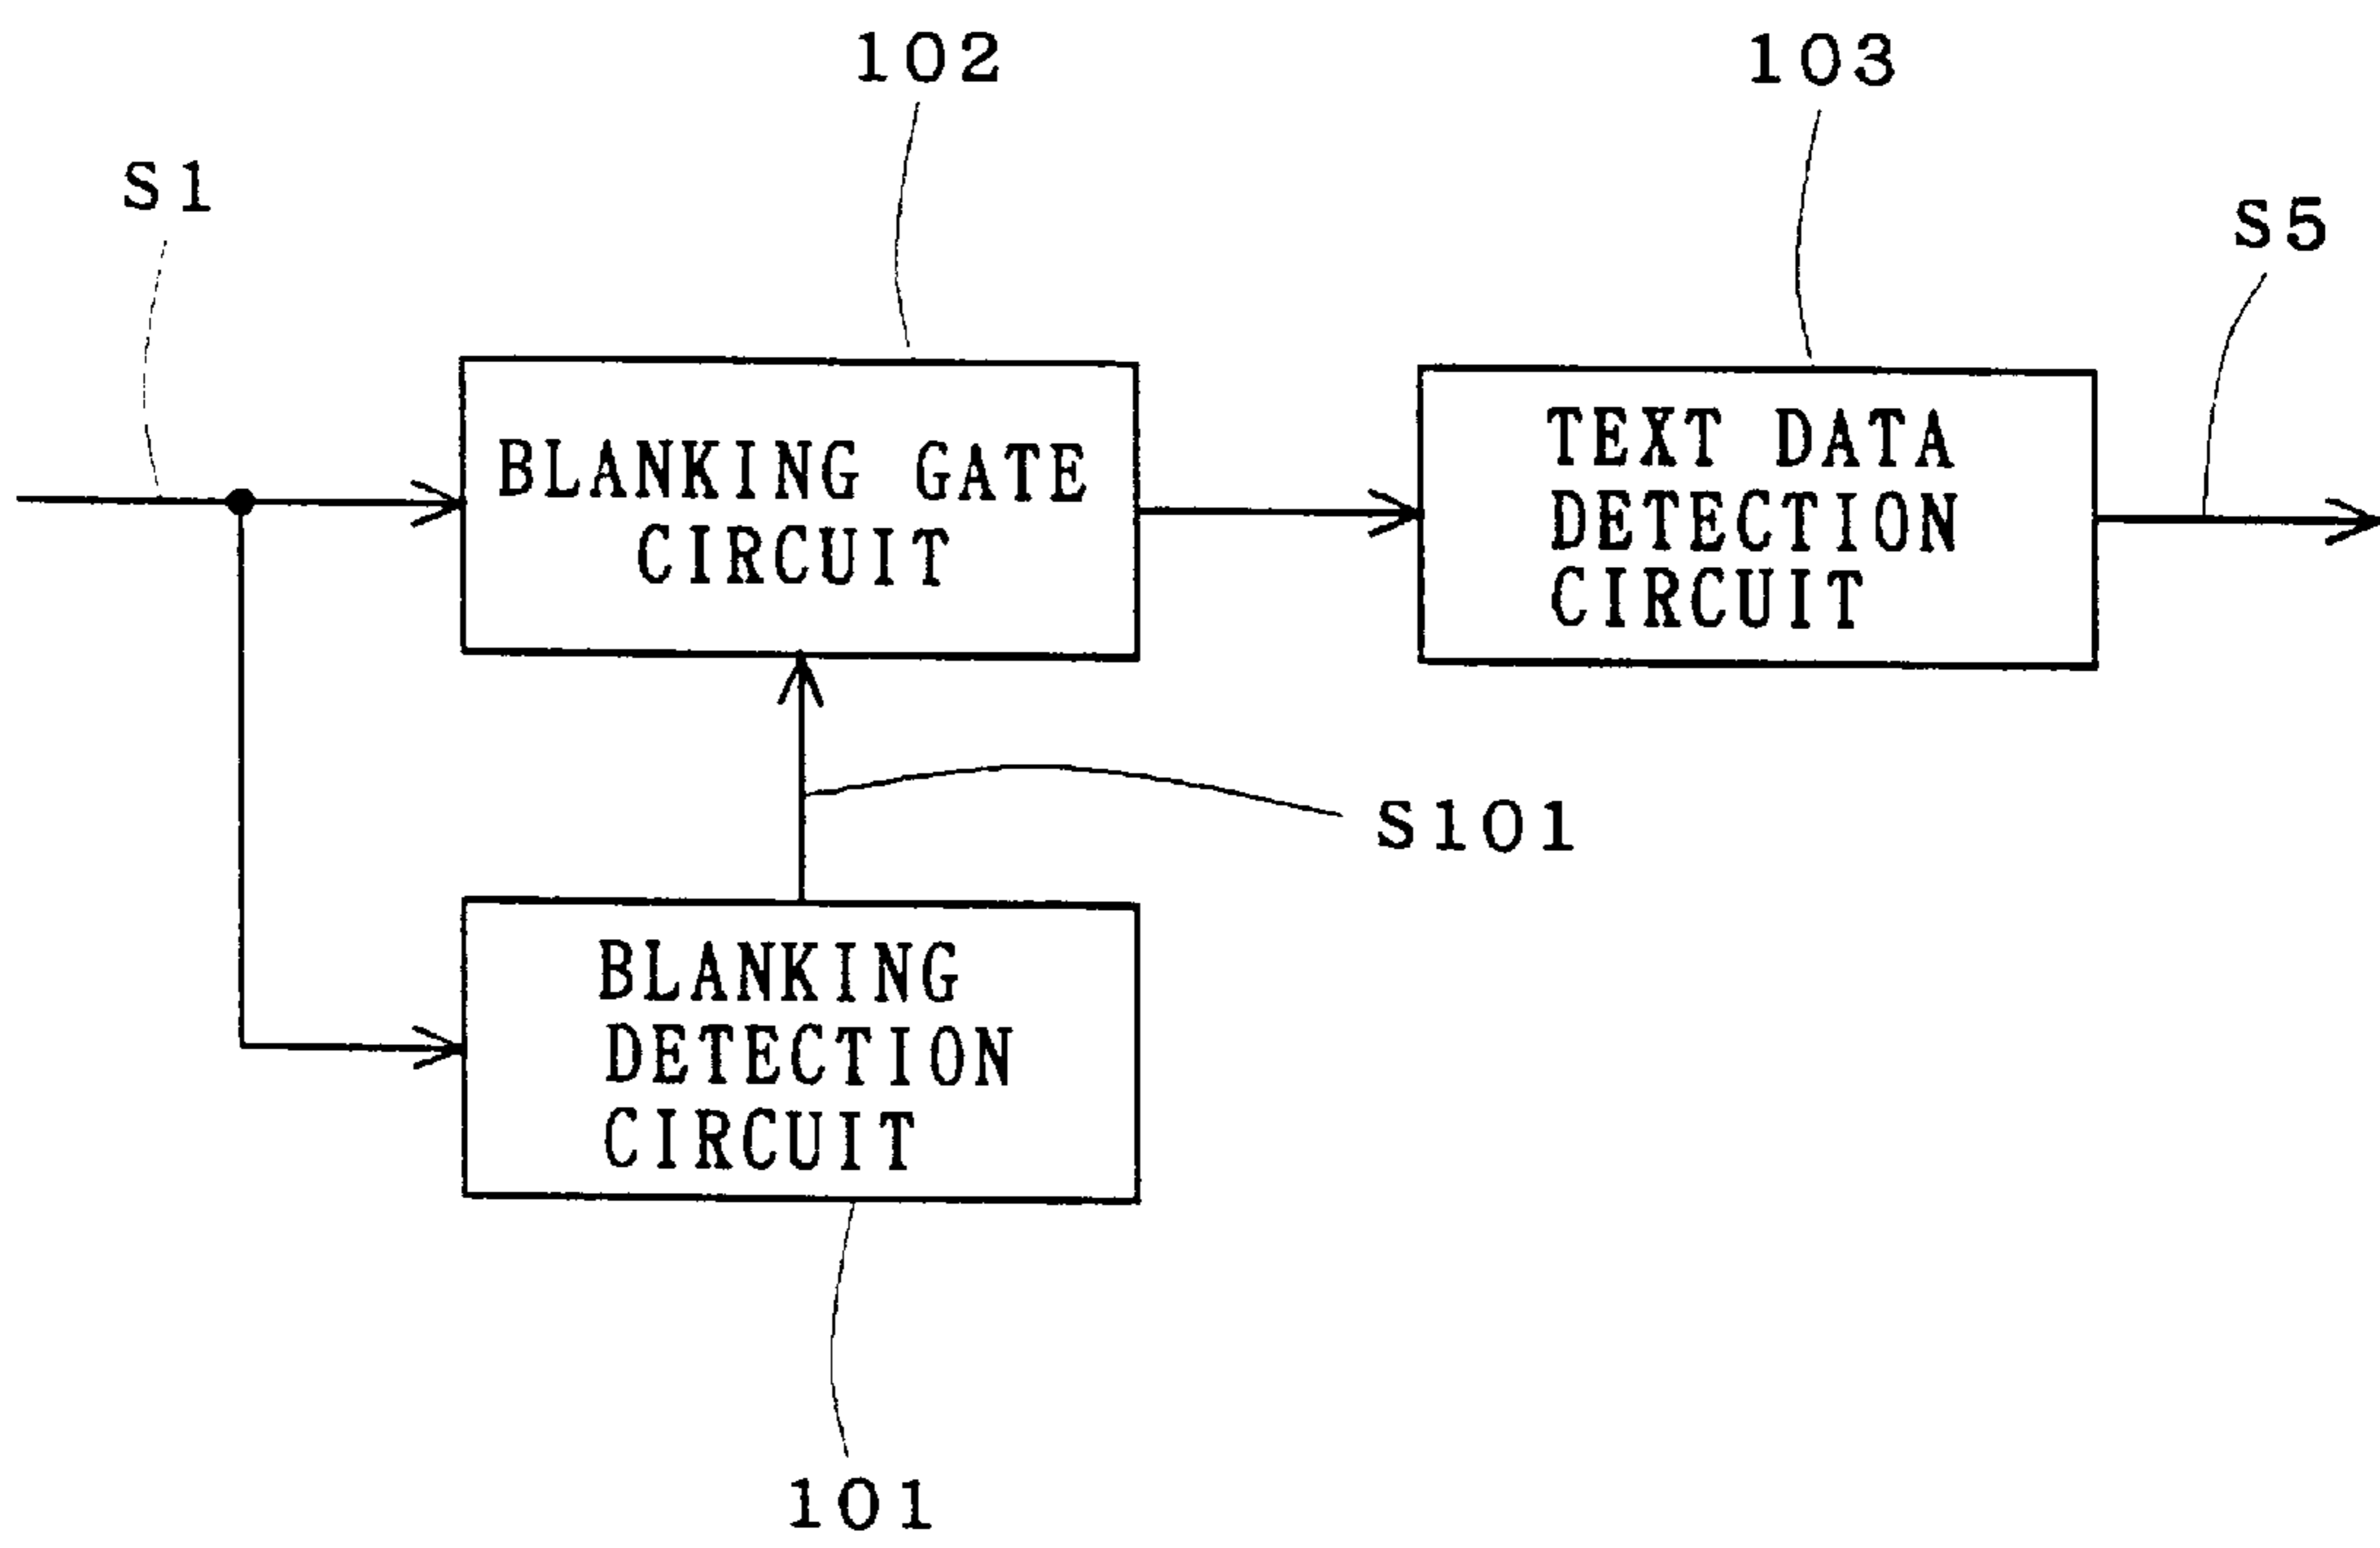 102
103
S1
S5
BLANKING GATE
CIRCUIT
TEXT DATA
DETECTION
CIRCUIT
S101
BLANKING
DETECTION
CIRCUIT
101